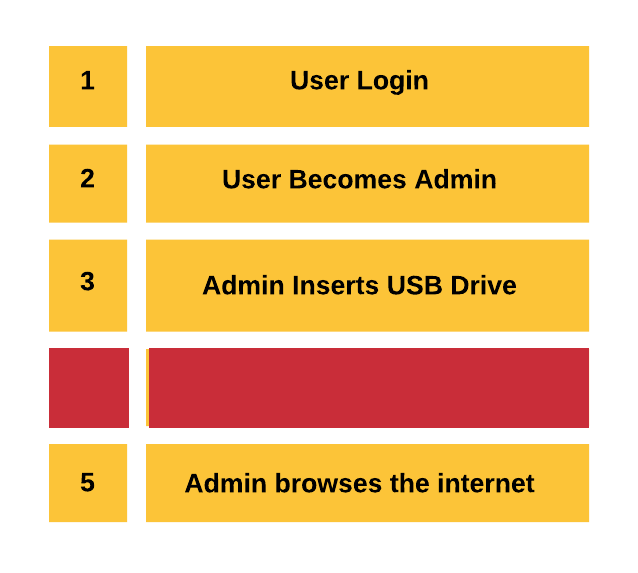 1 User Login
2 User Becomes Admin
3 Admin Inserts USB Drive
5 Admin browses the internet